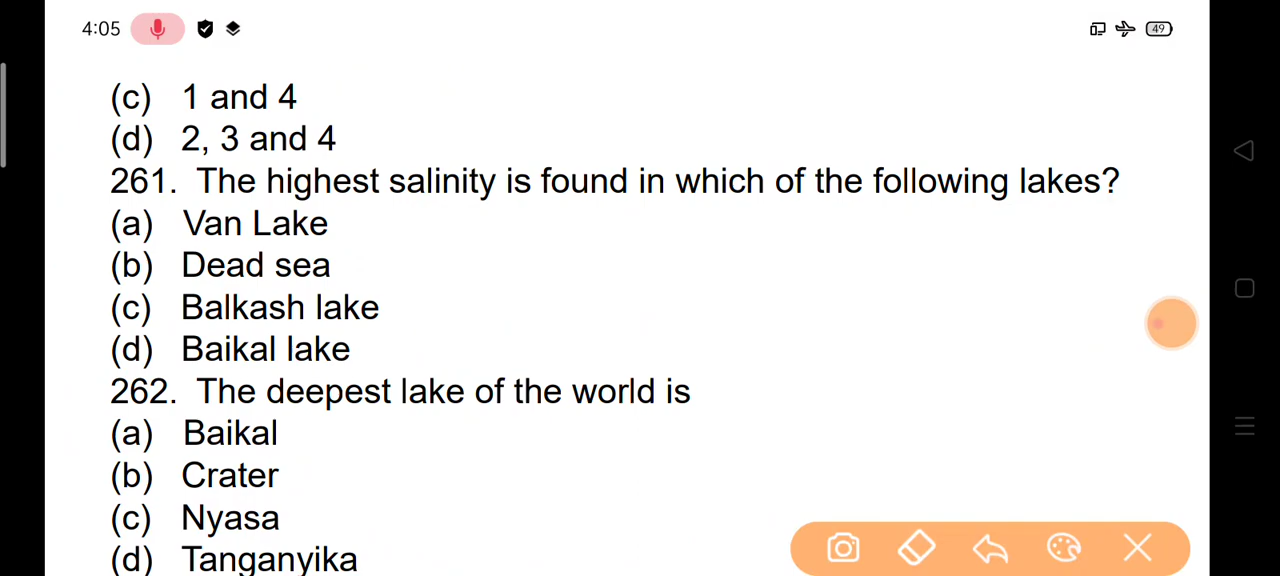 4:05
49
(c) 1 and 4
(d) 2, 3 and 4
261. The highest salinity is found in which of the following lakes?
(a) Van Lake
(b) Dead sea
(c) Balkash lake
(d) Baikal lake
262. The deepest lake of the world is
(a) Baikal
(b) Crater
(c) Nyasa
(d) Tanganyika